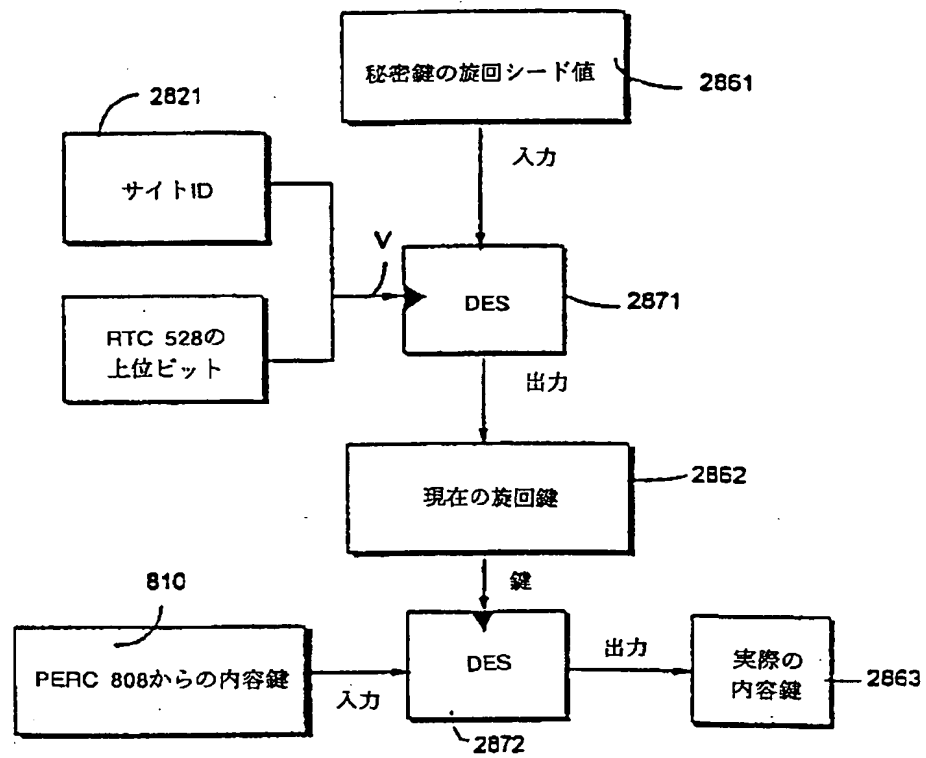 秘密鍵の旋回シード値
2861
2821
サイトID
入力
V
DES
2871
RTC 528の
上位ビット
出力
現在の旋回鍵
2862
鍵
810
PERC 808からの内容鍵
入力
DES
2872
出力
実際の
内容鍵
2863